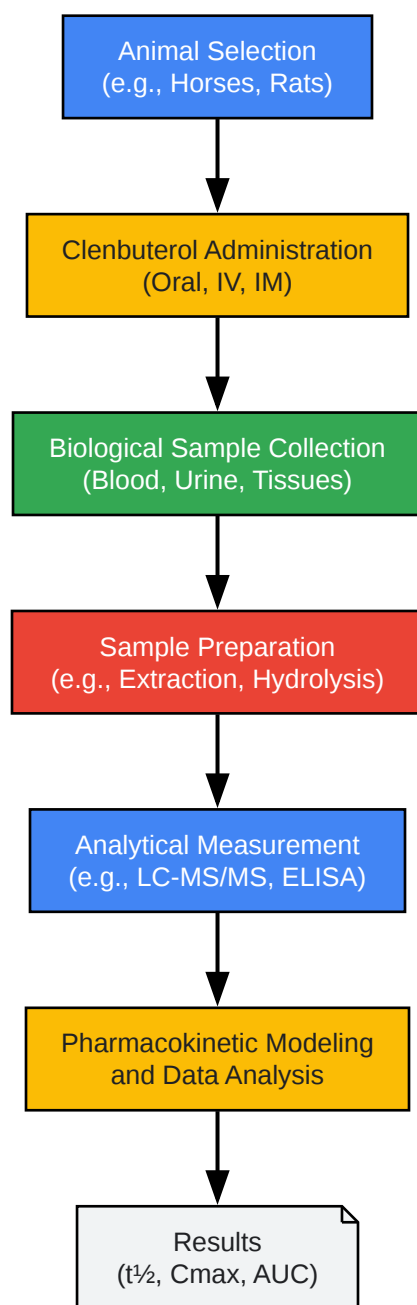 Animal Selection
(e.g., Horses, Rats)
Clenbuterol Administration
(Oral, IV, IM)
Biological Sample Collection
(Blood, Urine, Tissues)
Sample Preparation
(e.g., Extraction, Hydrolysis)
Analytical Measurement
(e.g., LC-MS/MS, ELISA)
Pharmacokinetic Modeling
and Data Analysis
Results
(t½, Cmax, AUC)